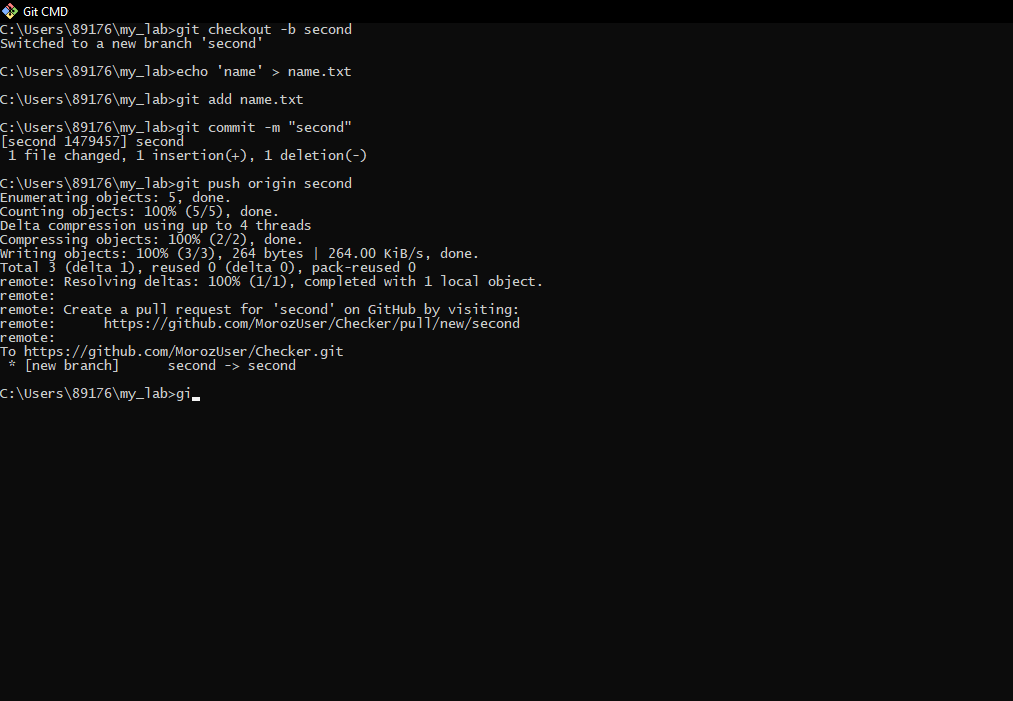 Git CMD
C:\Users\89176\my_lab>git checkout -b second
Switched to a new branch 'second'
C:\Users\89176\my_lab>echo 'name' > name.txt
C:\Users\89176\my_lab>git add name.txt
C:\Users\89176\my_lab>git commit -m "second"
[second 1479457] second
 1 file changed, 1 insertion(+), 1 deletion(-)
C:\Users\89176\my_lab>git push origin second
Enumerating objects: 5, done.
Counting objects: 100% (5/5), done.
Delta compression using up to 4 threads
Compressing objects: 100% (2/2), done.
Writing objects: 100% (3/3), 264 bytes | 264.00 KiB/s, done.
Total 3 (delta 1), reused 0 (delta 0), pack-reused 0
remote: Resolving deltas: 100% (1/1), completed with 1 local object.
remote:
remote: Create a pull request for 'second' on GitHub by visiting:
remote:      https://github.com/MorozUser/Checker/pull/new/second
remote:
To https://github.com/MorozUser/Checker.git
 * [new branch]      second -> second
C:\Users\89176\my_lab>gi